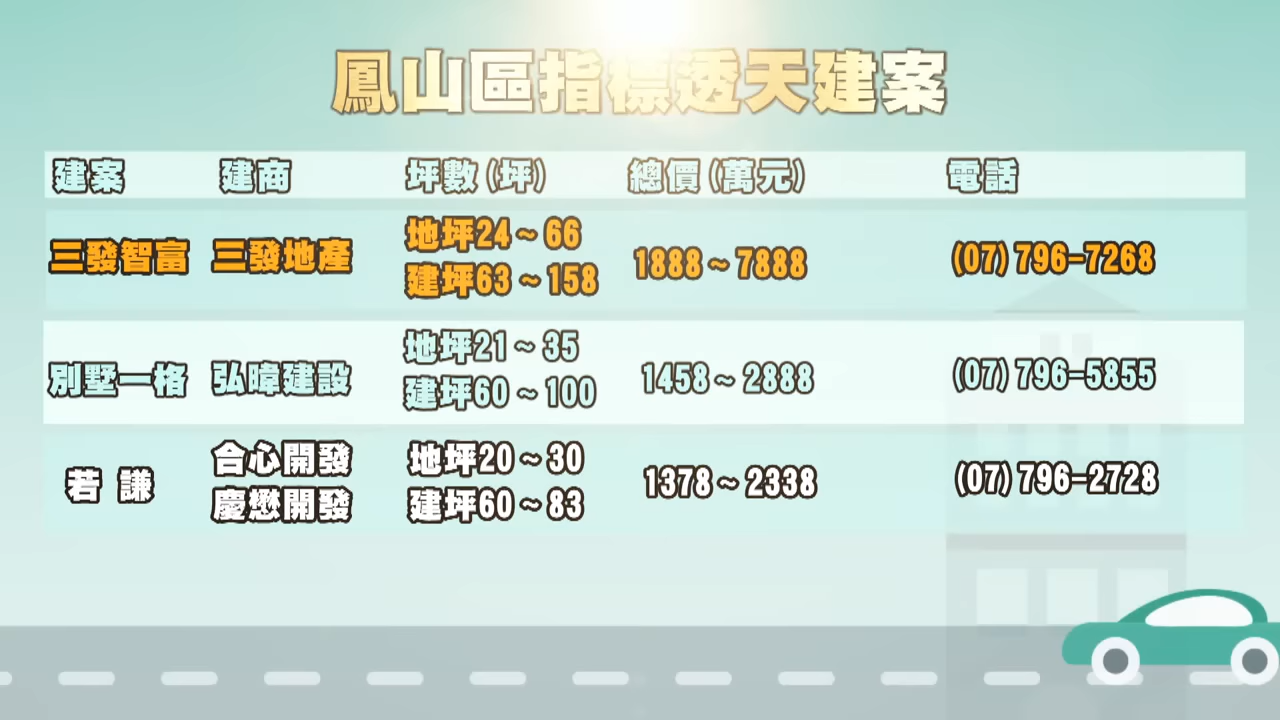 鳳山區指標透天建案
建案 建商 坪數(坪) 總價(萬元) 電話
三發智富 三發地產 地坪24~66 1888~7888 (07)796-7268
建坪63~158
別墅一格 弘暐建設 地坪21~35 1458~2888 (07)796-5855
建坪60~100
若謙 合心開發 地坪20~30 1378~2338 (07)796-2728
慶懋開發 建坪60~83